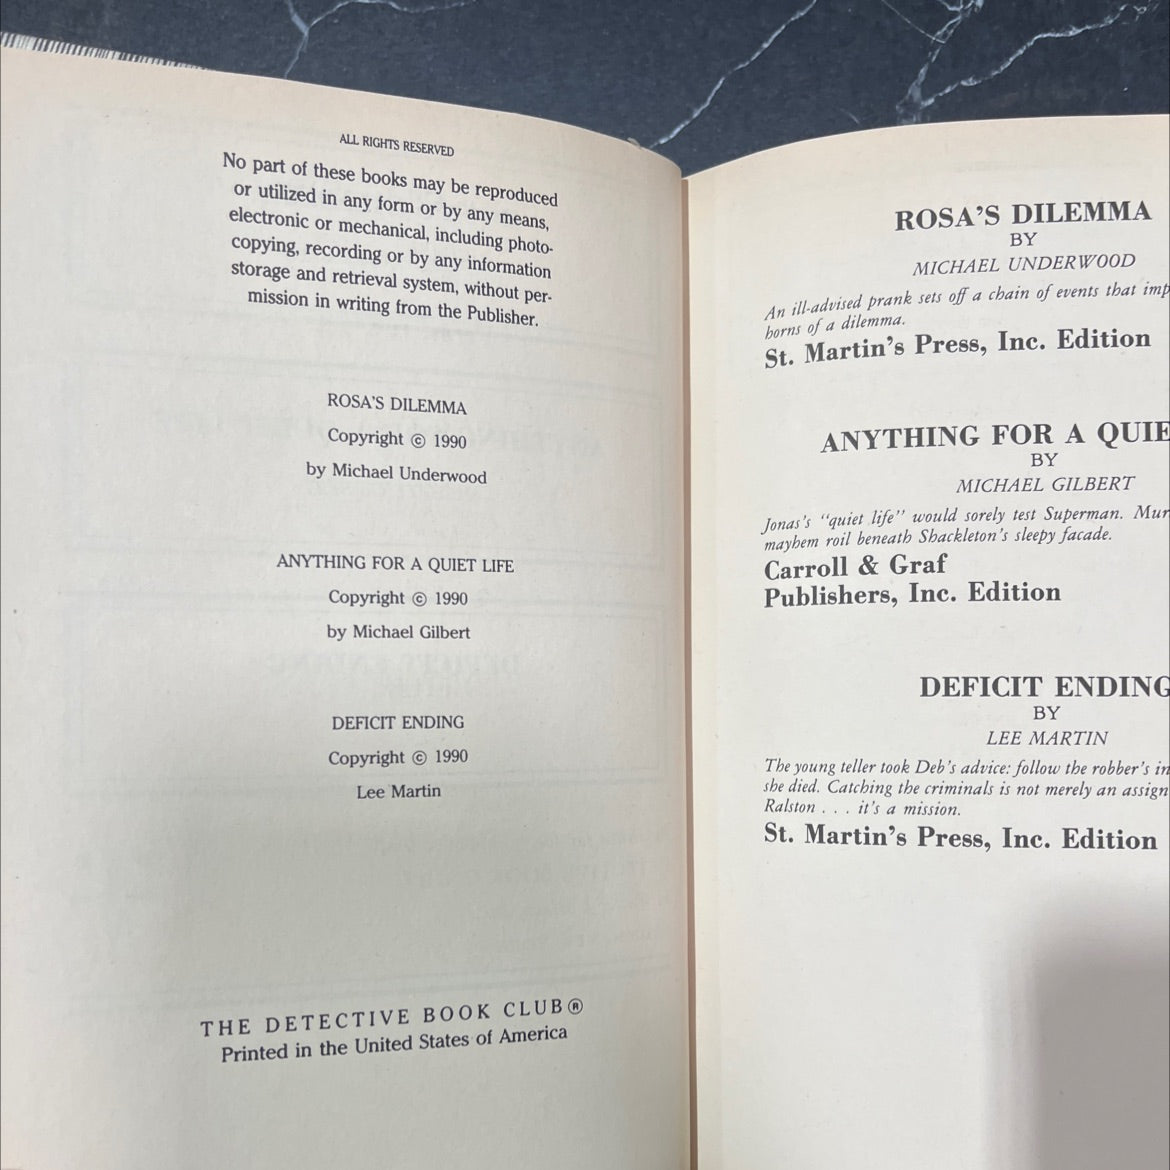 ALL RIGHTS RESERVED
No part of these books may be reproduced
or utilized in any form or by any means,
electronic or mechanical, including photo-
copying, recording or by any information
storage and retrieval system, without per-
mission in writing from the Publisher.
ROSA'S DILEMMA
Copyright © 1990
by Michael Underwood
ANYTHING FOR A QUIET LIFE
Copyright © 1990
by Michael Gilbert
DEFICIT ENDING
Copyright © 1990
Lee Martin
THE DETECTIVE BOOK CLUB®
Printed in the United States of America
ROSA'S DILEMMA
BY
MICHAEL UNDERWOOD
An ill-advised prank sets off a chain of events that imp
horns of a dilemma.
St. Martin's Press, Inc. Edition
ANYTHING FOR A QUIE
BY
MICHAEL GILBERT
Jonas's "quiet life" would sorely test Superman. Mur
mayhem roil beneath Shackleton's sleepy facade.
Carroll & Graf
Publishers, Inc. Edition
DEFICIT ENDING
BY
LEE MARTIN
The young teller took Deb's advice: follow the robber's in
she died. Catching the criminals is not merely an assign
Ralston . . . it's a mission.
St. Martin's Press, Inc. Edition